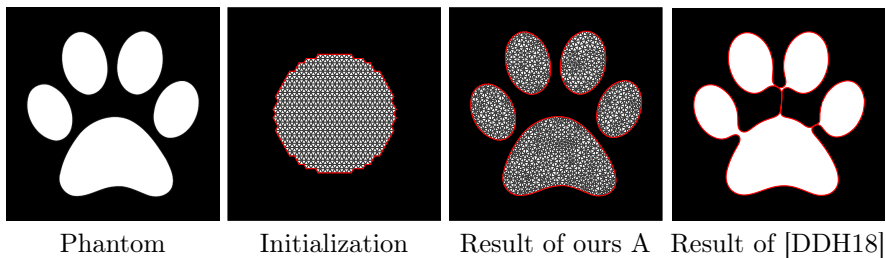 Phantom
Initialization
Result of ours A
Result of [DDH18]